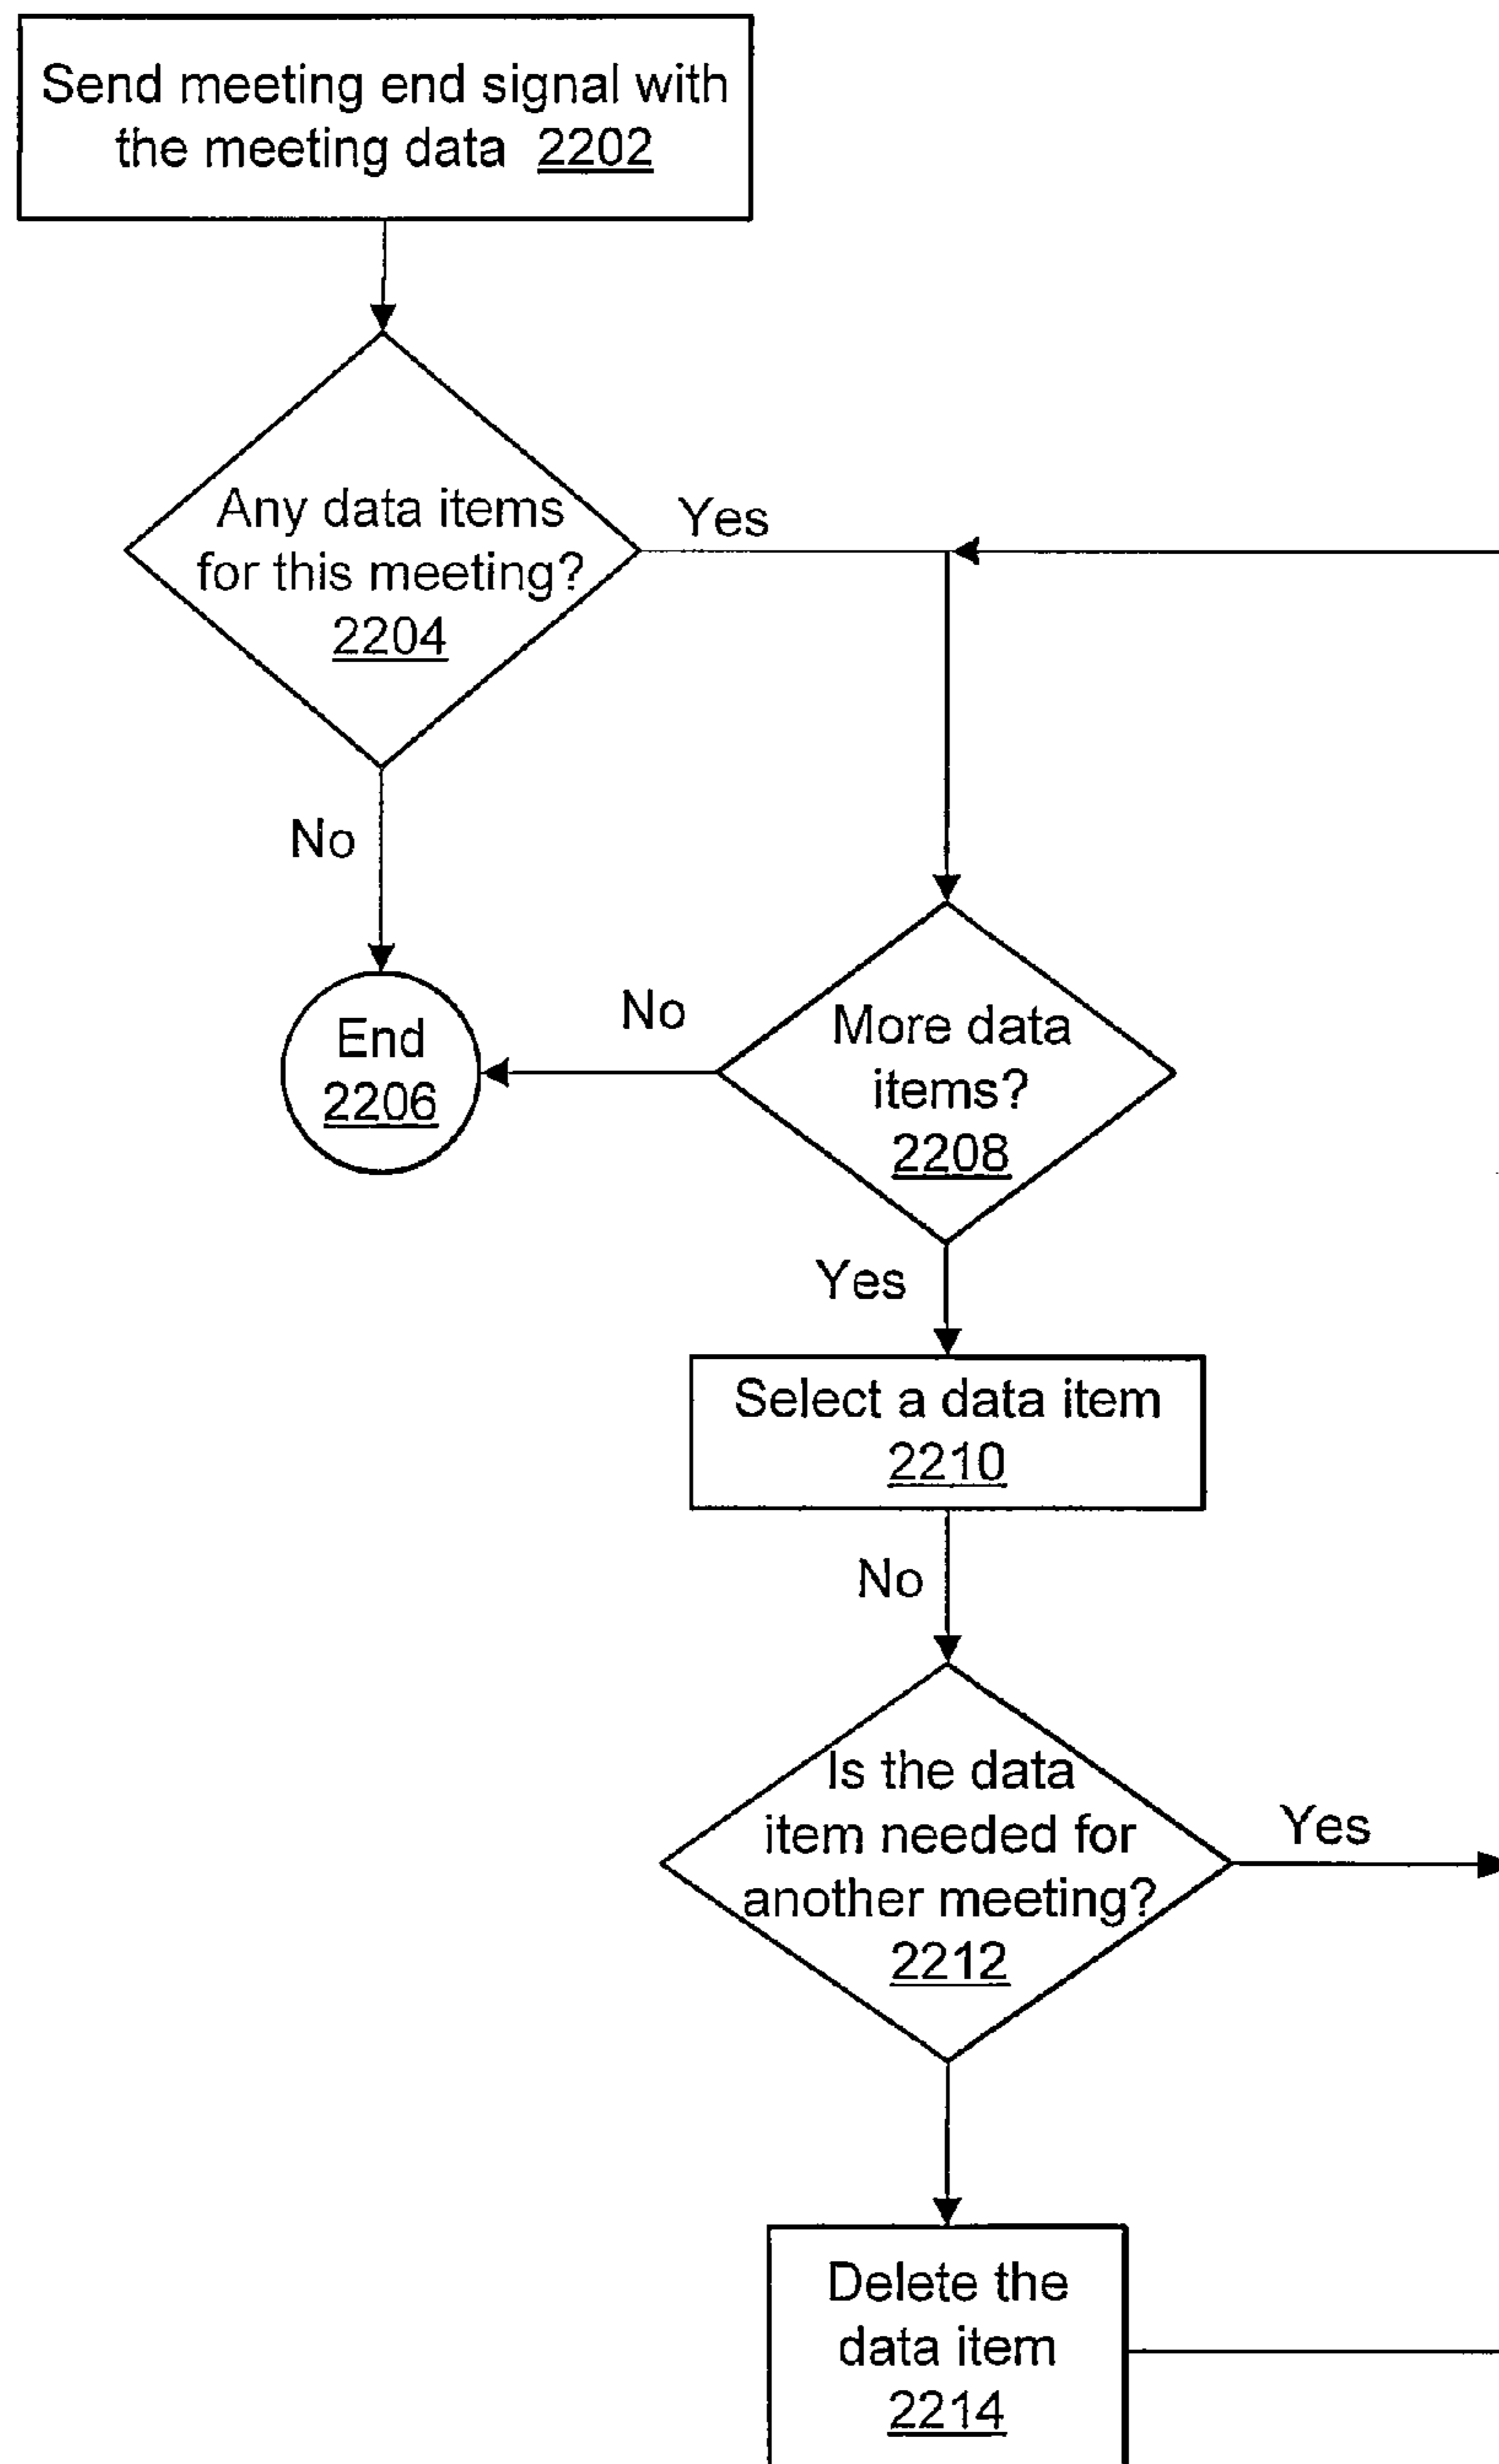 Send meeting end signal with
the meeting data 2202
Any data items
for this meeting?
2204
Yes
No
End
2206
No
More data
items?
2208
Yes
Select a data item
2210
No
Is the data
item needed for
another meeting?
2212
Yes
Delete the
data item
2214